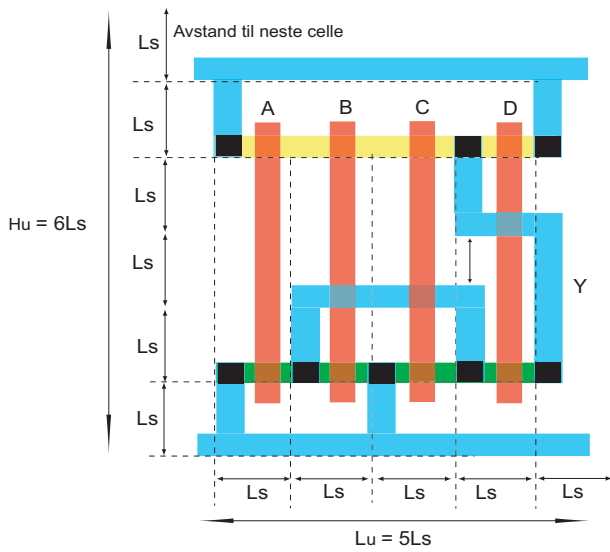 Ls Avstand til neste celle
A B C D
Ls
Ls
Hu = 6Ls
Ls
Y
Ls
Ls
Ls Ls Ls Ls Ls
Lu = 5Ls